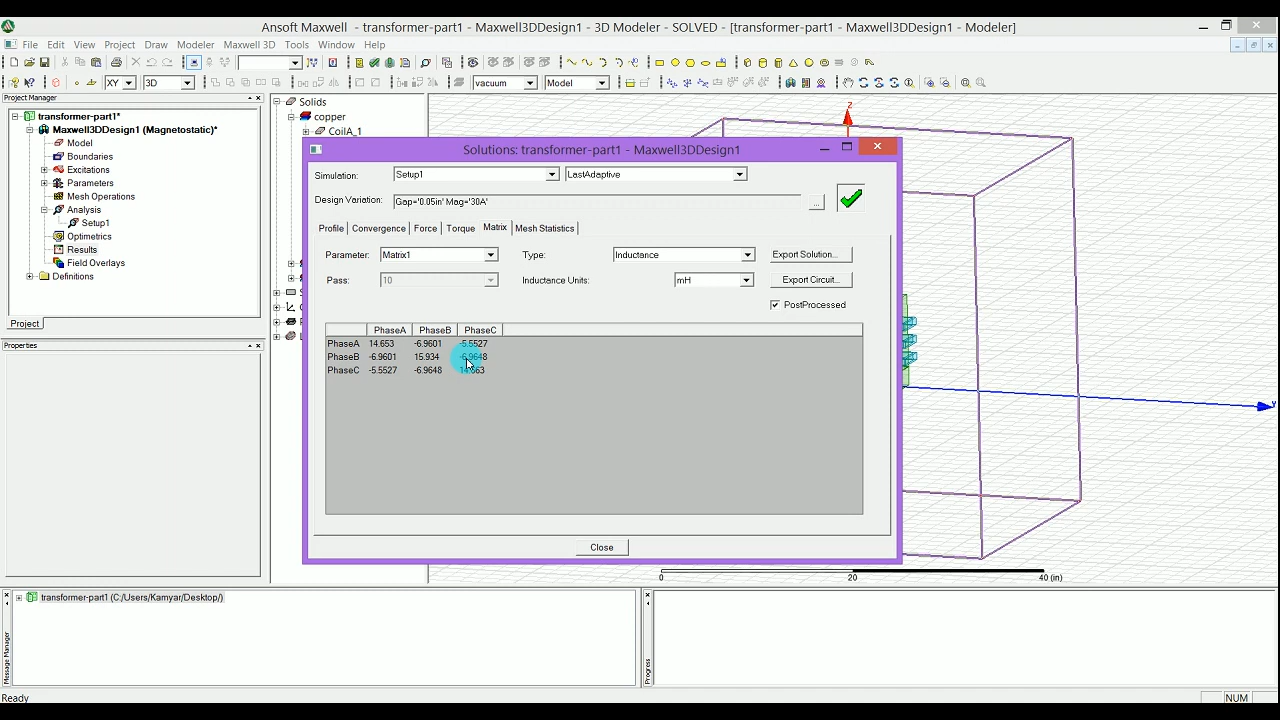 Ansoft Maxwell - transformer-part1 - Maxwell3DDesign1 - 3D Modeler - SOLVED - [transformer-part1 - Maxwell3DDesign1 - Modeler]
File Edit View Project Draw Modeler Maxwell 3D Tools Window Help
XY 3D vacuum Model
Project Manager
transformer-part1*
Maxwell3DDesign1 (Magnetostatic)*
Model
Boundaries
Excitations
Parameters
Mesh Operations
Analysis
Setup1
Optimetrics
Results
Field Overlays
Definitions
Project
Properties
Solids
copper
CoilA_1
Z
Solutions: transformer-part1 - Maxwell3DDesign1
Simulation: Setup1 LastAdaptive
Design Variation: Gap='0.05in' Mag='30A' ...
Profile Convergence Force Torque Matrix Mesh Statistics
Parameter: Matrix1 Type: Inductance Export Solution...
Pass: 10 Inductance Units: mH Export Circuit...
PostProcessed
PhaseA PhaseB PhaseC
PhaseA 14.653 -6.9601 -5.5527
PhaseB -6.9601 15.934 -6.9648
PhaseC -5.5527 -6.9648
Close
0 20 40 (in)
Message Manager
transformer-part1 (C:/Users/Kamyar/Desktop/)
Progress
Ready
NUM